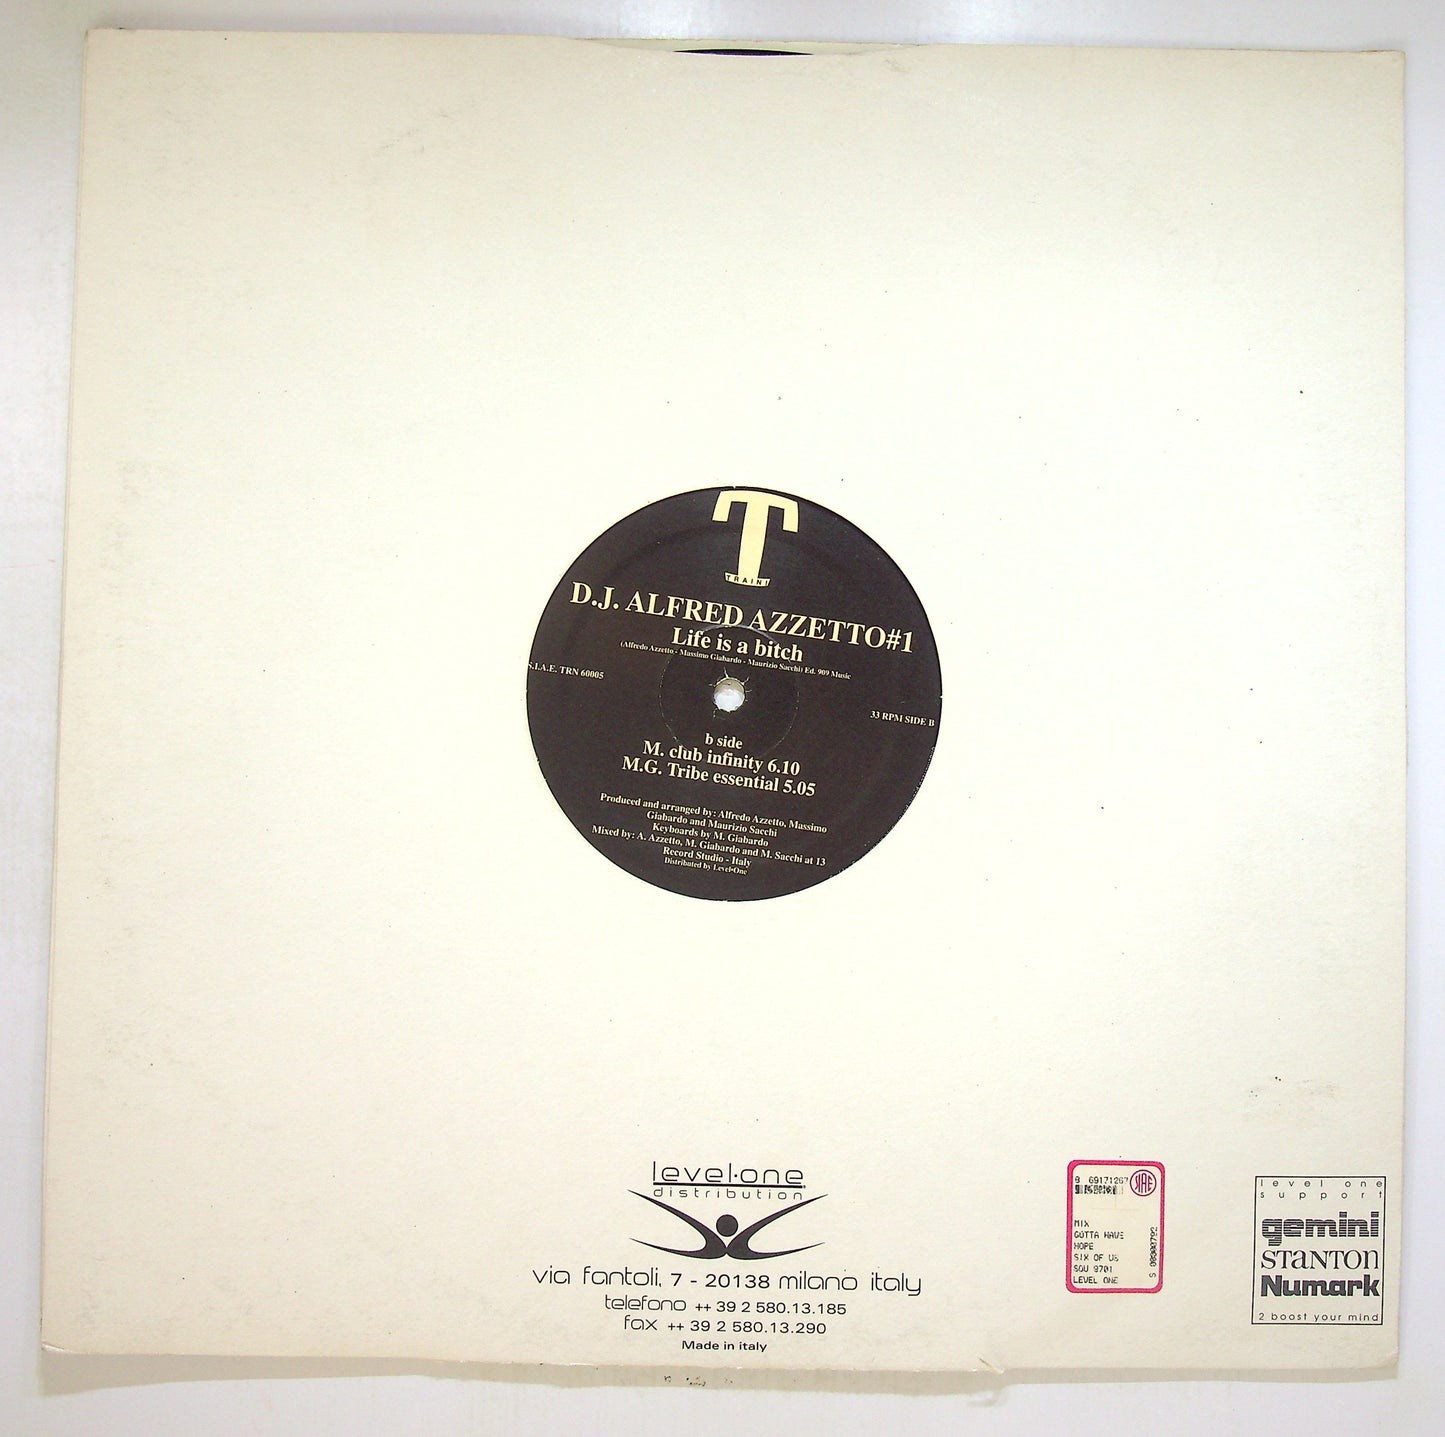 T
TRAINI
D.J. ALFRED AZZETTO#1
Life is a bitch
(Alfredo Azzetto - Massimo Giabardo - Maurizio Sacchi) Ed. 909 Music
S.I.A.E. TRN 60005
33 RPM SIDE B
b side
M. club infinity 6.10
M.G. Tribe essential 5.05
Produced and arranged by: Alfredo Azzetto, Massimo
Giabardo and Maurizio Sacchi
Keyboards by M. Giabardo
Mixed by: A. Azzetto, M. Giabardo and M. Sacchi at 13
Record Studio - Italy
Distributed by Level•One
level·one
distribution
via fantoli, 7 - 20138 milano italy
telefono ++ 39 2 580.13.185
fax ++ 39 2 580.13.290
Made in italy
SIAE
MIX
GOTTA HAVE
HOPE
SIX OF US
SOU 9701
LEVEL ONE
level one
support
gemini
STANTON
Numark
2 boost your mind